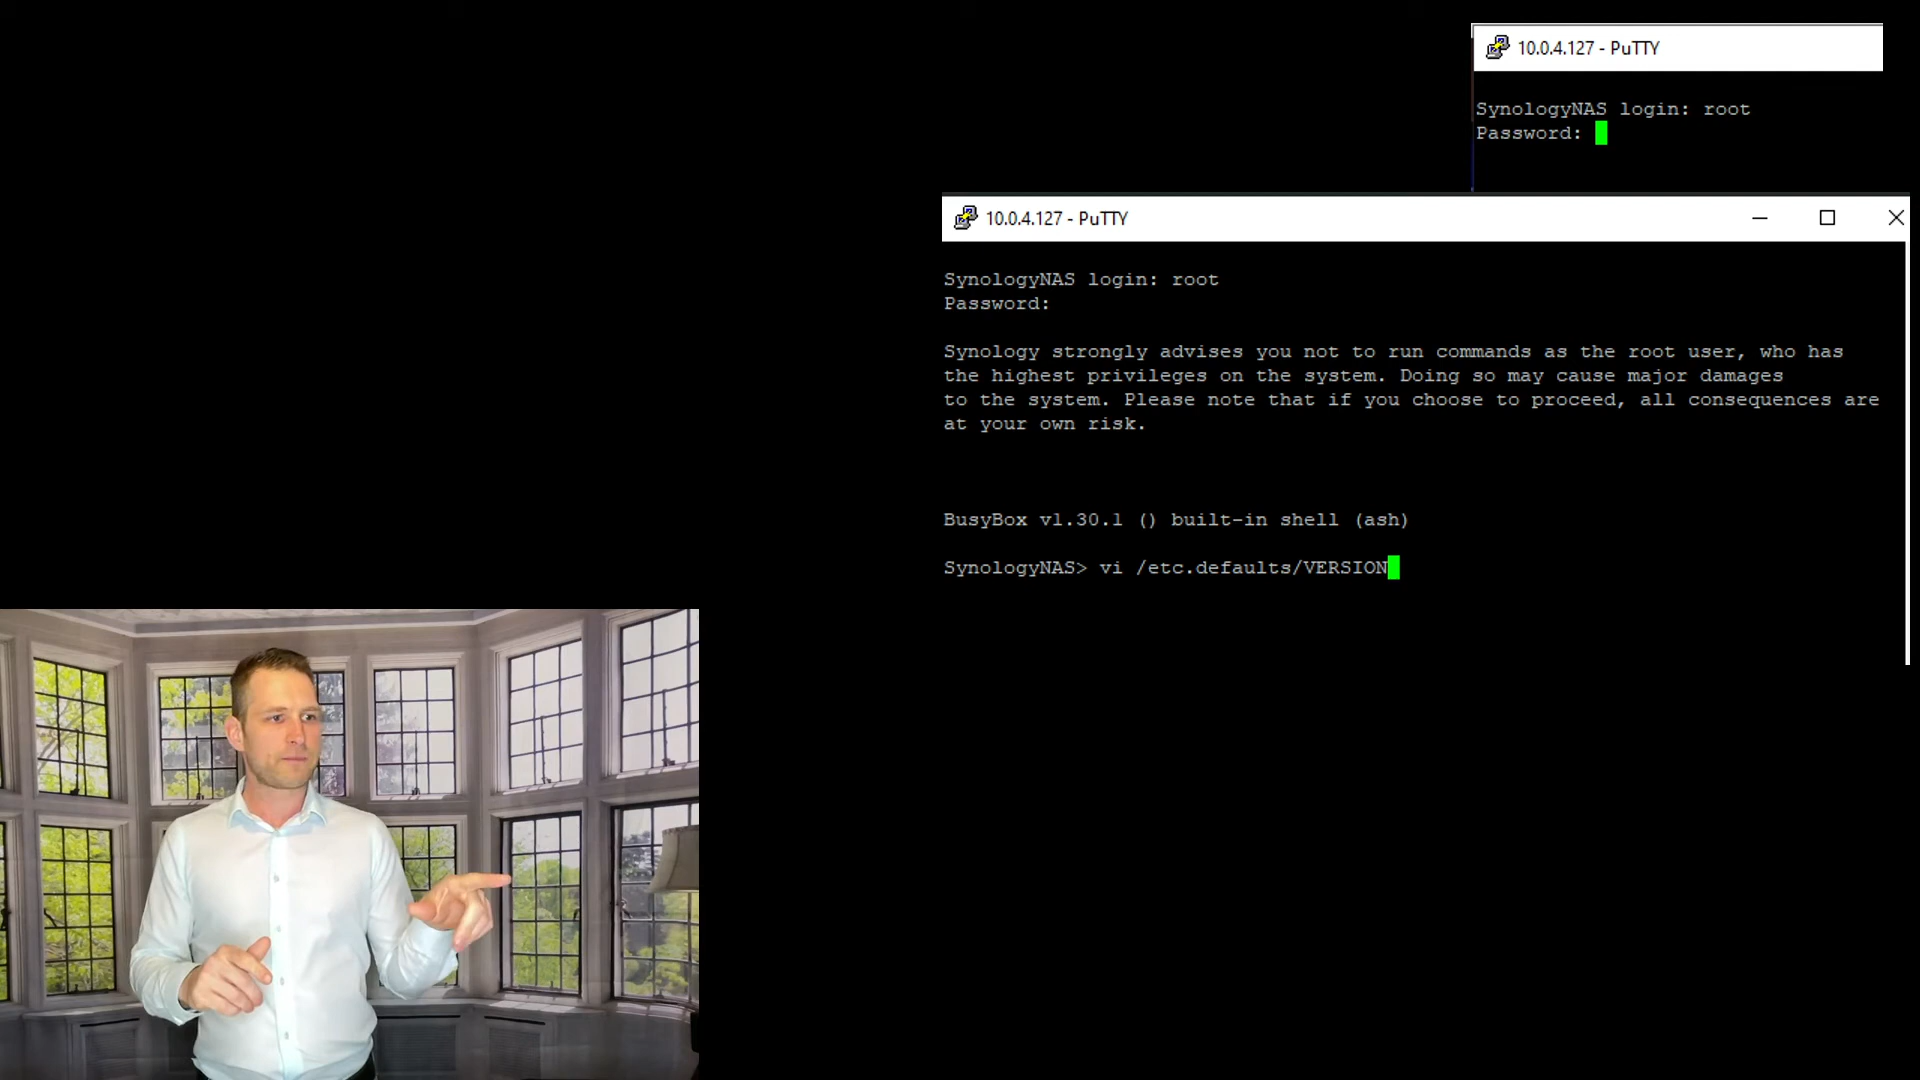 10.0.4.127 - PuTTY
SynologyNAS login: root
Password:
10.0.4.127 - PuTTY
SynologyNAS login: root
Password:
Synology strongly advises you not to run commands as the root user, who has
the highest privileges on the system. Doing so may cause major damages
to the system. Please note that if you choose to proceed, all consequences are
at your own risk.
BusyBox v1.30.1 () built-in shell (ash)
SynologyNAS> vi /etc.defaults/VERSION